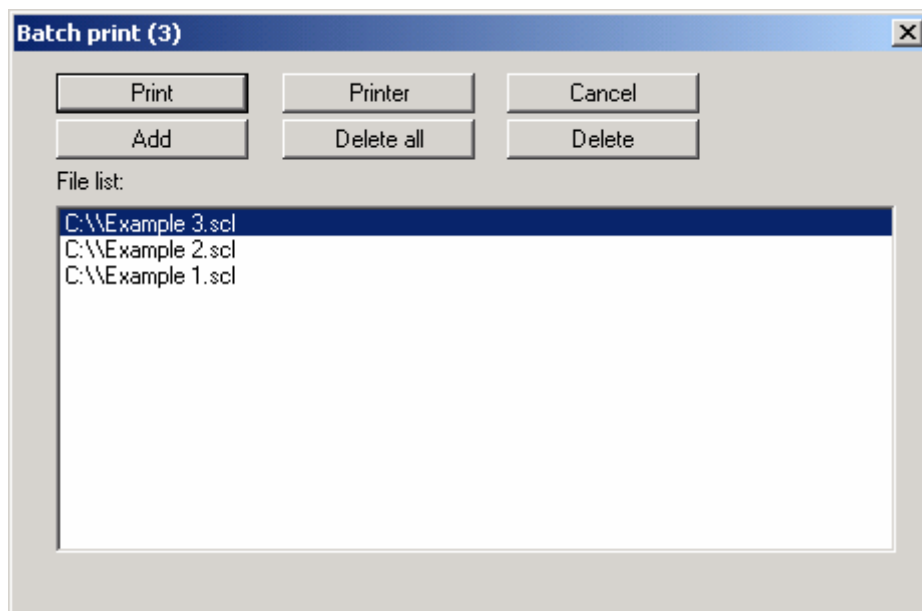 Batch print (3)
Print Printer Cancel
Add Delete all Delete
File list:
C:\\Example 3.scl
C:\\Example 2.scl
C:\\Example 1.scl